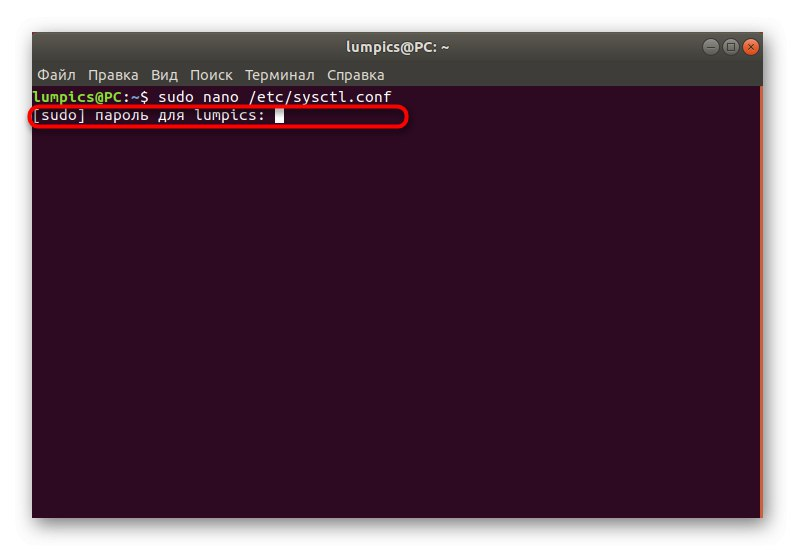 lumpics@PC: ~
Файл Правка Вид Поиск Терминал Справка
lumpics@PC:~$ sudo nano /etc/sysctl.conf
[sudo] пароль для lumpics: